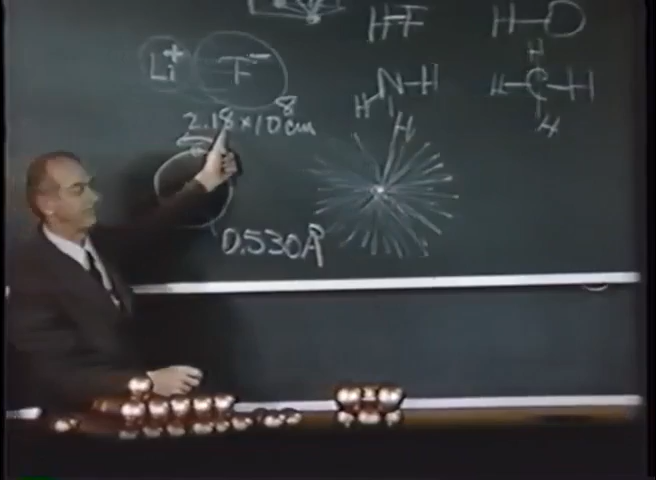 Li+ F−
8
2.18×10 cm
0.530Å
H-F
H-O
N-H
H
H
H
H-C-H
H